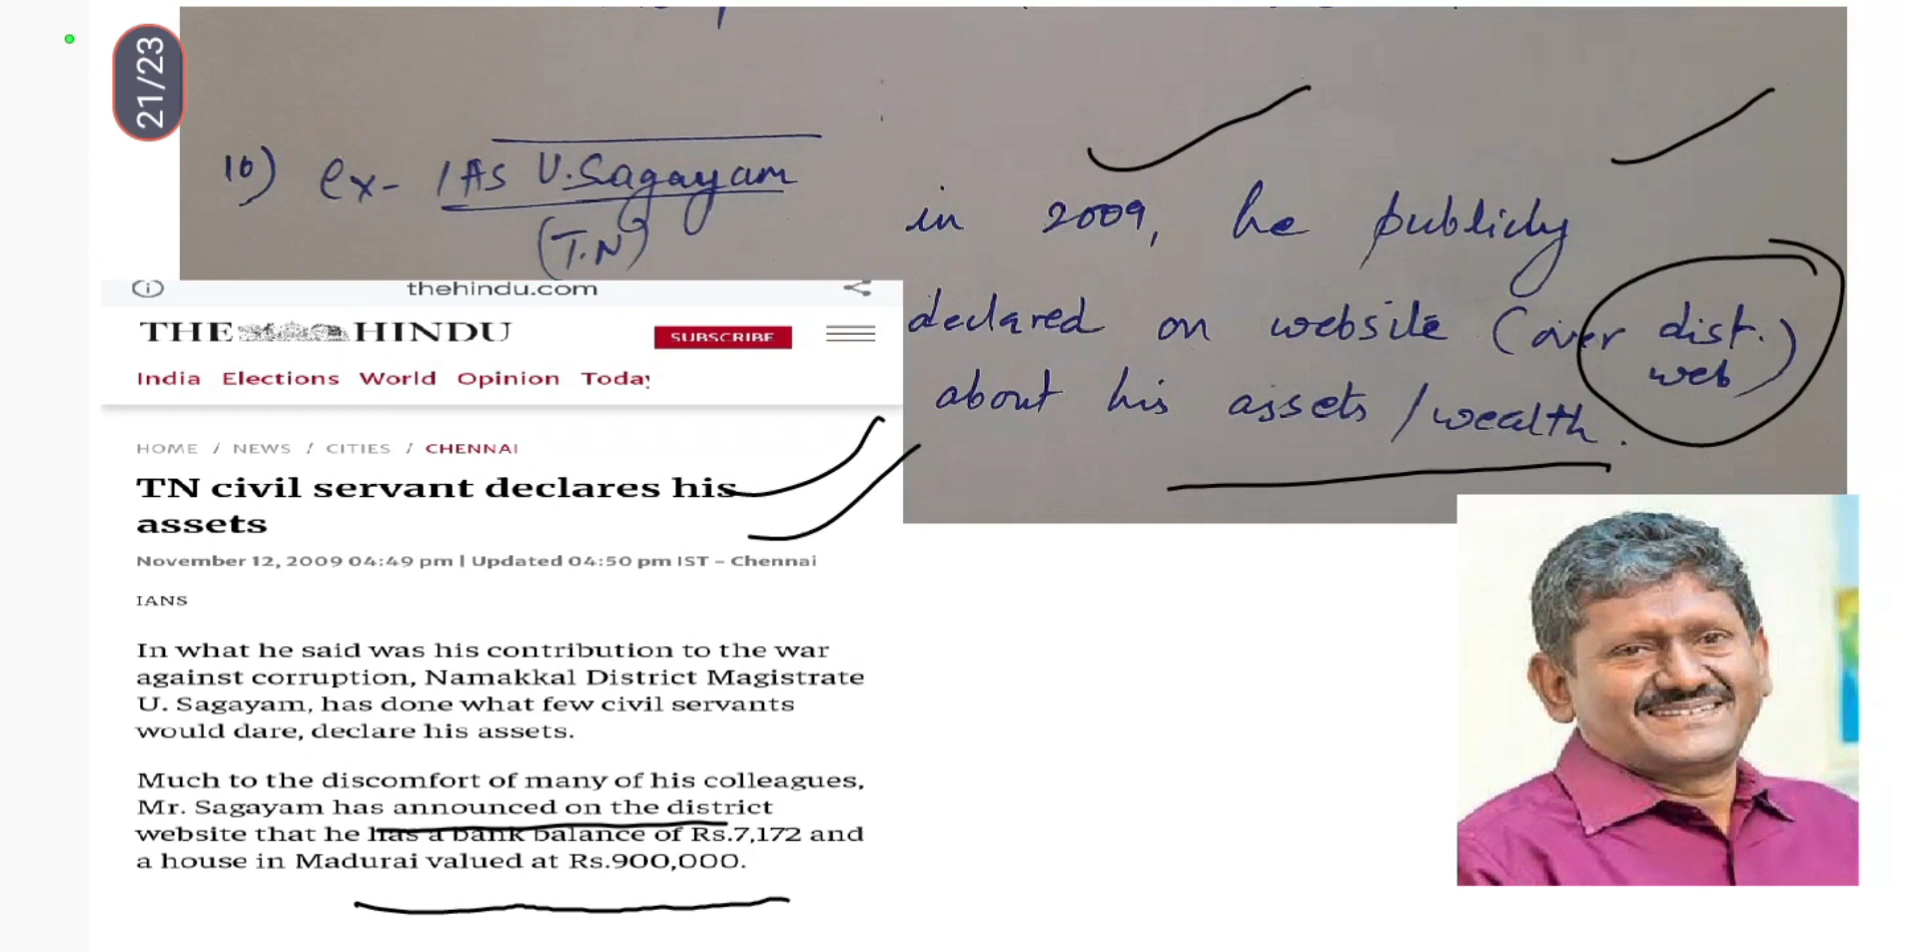 21/23
10) ex- IAS U.Sagayam
(T.N)
in 2009, he publicly
declared on website (over dist.
web)
about his assets / wealth.
thehindu.com
THE HINDU
SUBSCRIBE
India Elections World Opinion Today
HOME / NEWS / CITIES / CHENNAI
TN civil servant declares his
assets
November 12, 2009 04:49 pm | Updated 04:50 pm IST - Chennai
IANS
In what he said was his contribution to the war
against corruption, Namakkal District Magistrate
U. Sagayam, has done what few civil servants
would dare, declare his assets.
Much to the discomfort of many of his colleagues,
Mr. Sagayam has announced on the district
website that he has a bank balance of Rs.7,172 and
a house in Madurai valued at Rs.900,000.